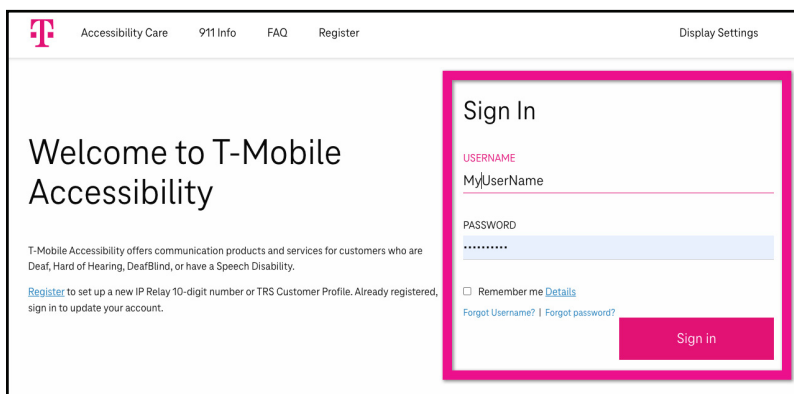 T Accessibility Care 911 Info FAQ Register Display Settings
Welcome to T-Mobile
Accessibility
T-Mobile Accessibility offers communication products and services for customers who are
Deaf, Hard of Hearing, DeafBlind, or have a Speech Disability.
Register to set up a new IP Relay 10-digit number or TRS Customer Profile. Already registered,
sign in to update your account.
Sign In
USERNAME
MyUserName
PASSWORD
••••••••••
Remember me Details
Forgot Username? | Forgot password?
Sign in